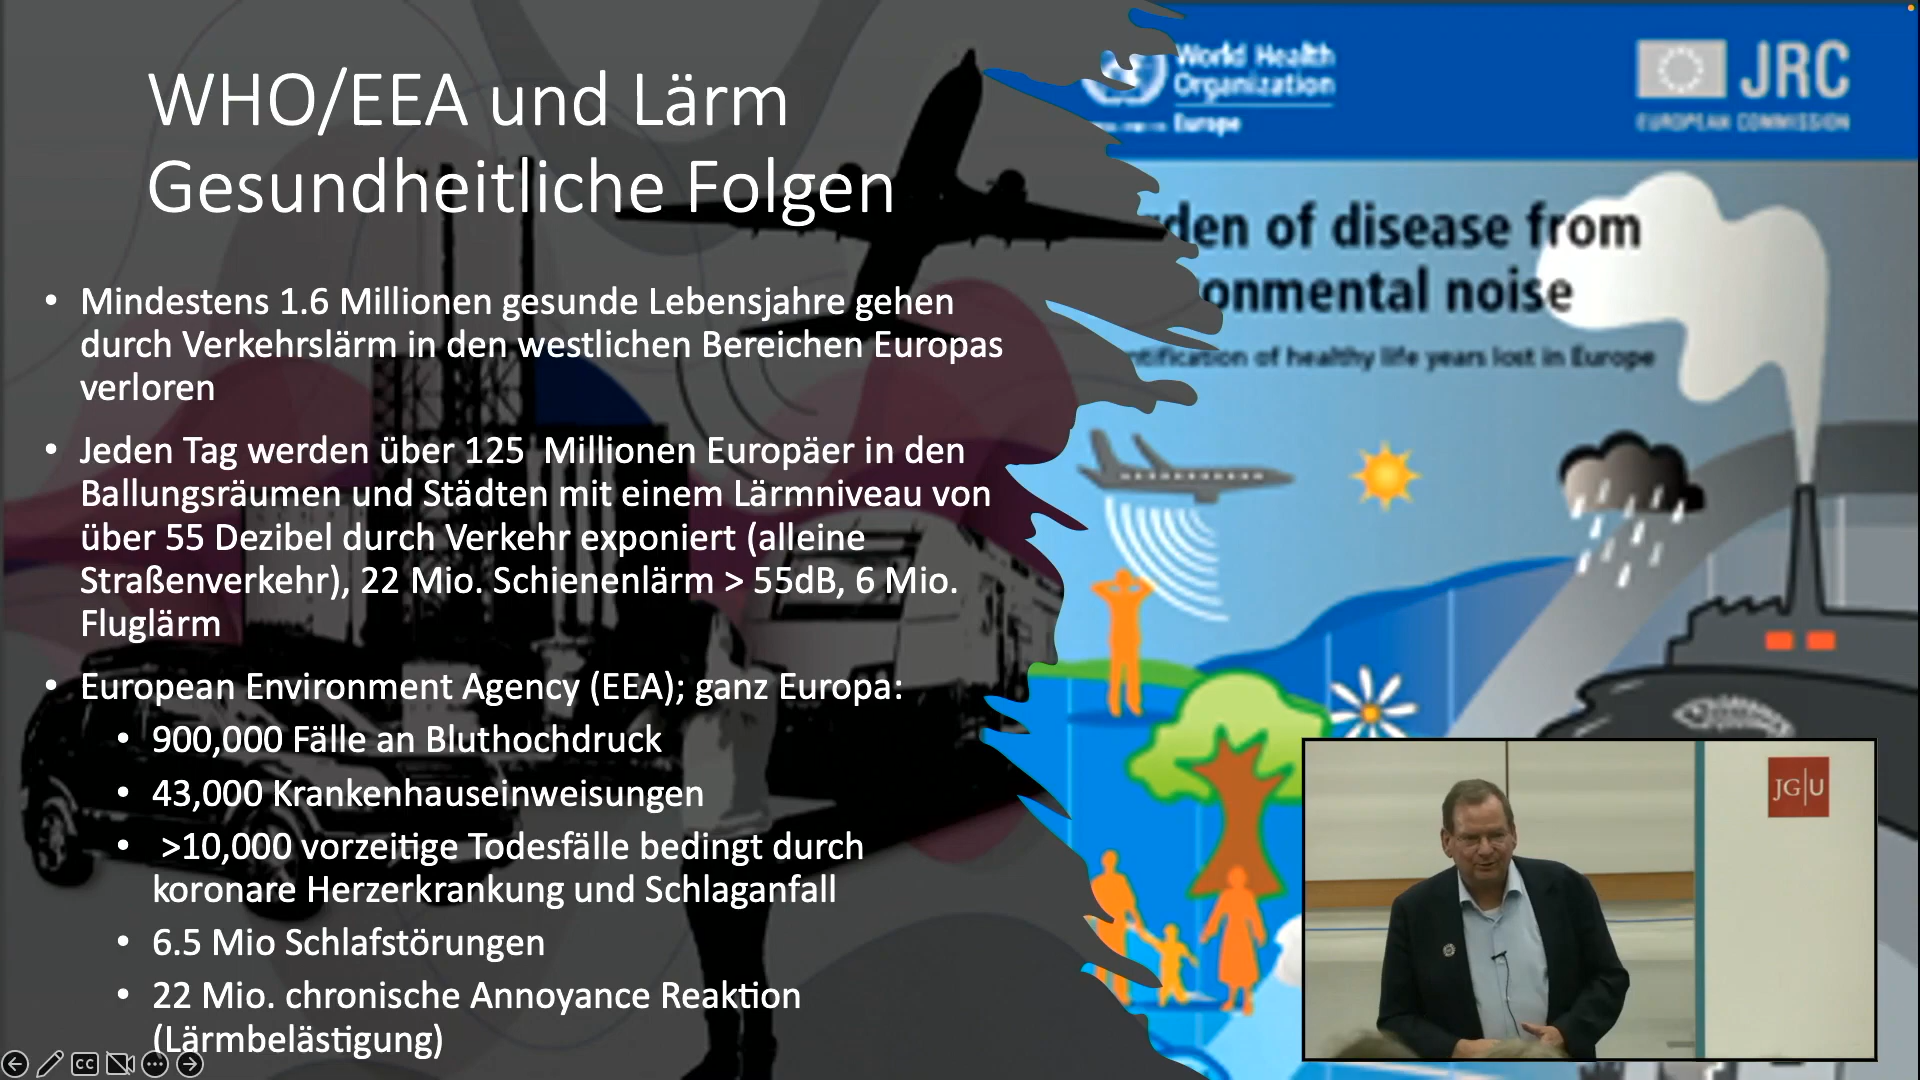 WHO/EEA und Lärm
Gesundheitliche Folgen
• Mindestens 1.6 Millionen gesunde Lebensjahre gehen
durch Verkehrslärm in den westlichen Bereichen Europas
verloren
• Jeden Tag werden über 125 Millionen Europäer in den
Ballungsräumen und Städten mit einem Lärmniveau von
über 55 Dezibel durch Verkehr exponiert (alleine
Straßenverkehr), 22 Mio. Schienenlärm > 55dB, 6 Mio.
Fluglärm
• European Environment Agency (EEA); ganz Europa:
• 900,000 Fälle an Bluthochdruck
• 43,000 Krankenhauseinweisungen
• >10,000 vorzeitige Todesfälle bedingt durch
koronare Herzerkrankung und Schlaganfall
• 6.5 Mio Schlafstörungen
• 22 Mio. chronische Annoyance Reaktion
(Lärmbelästigung)
World Health
Organization
Europe
JRC
EUROPEAN COMMISSION
rden of disease from
onmental noise
ntification of healthy life years lost in Europe
JG|U
CC